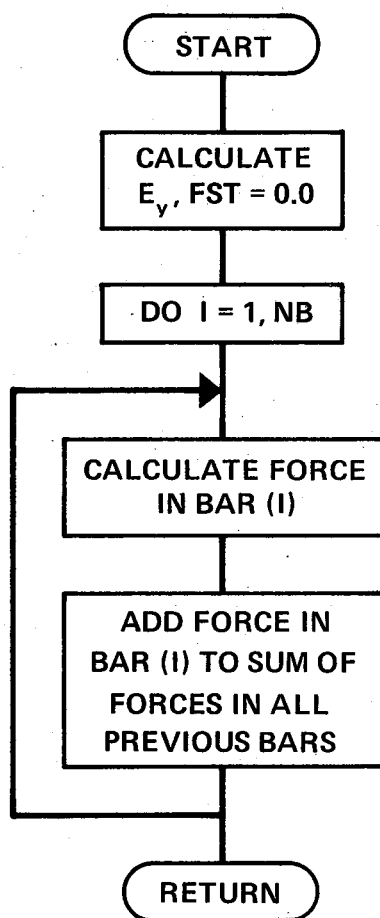 START
CALCULATE
E_y, FST = 0.0
DO I = 1, NB
CALCULATE FORCE
IN BAR (I)
ADD FORCE IN
BAR (I) TO SUM OF
FORCES IN ALL
PREVIOUS BARS
RETURN